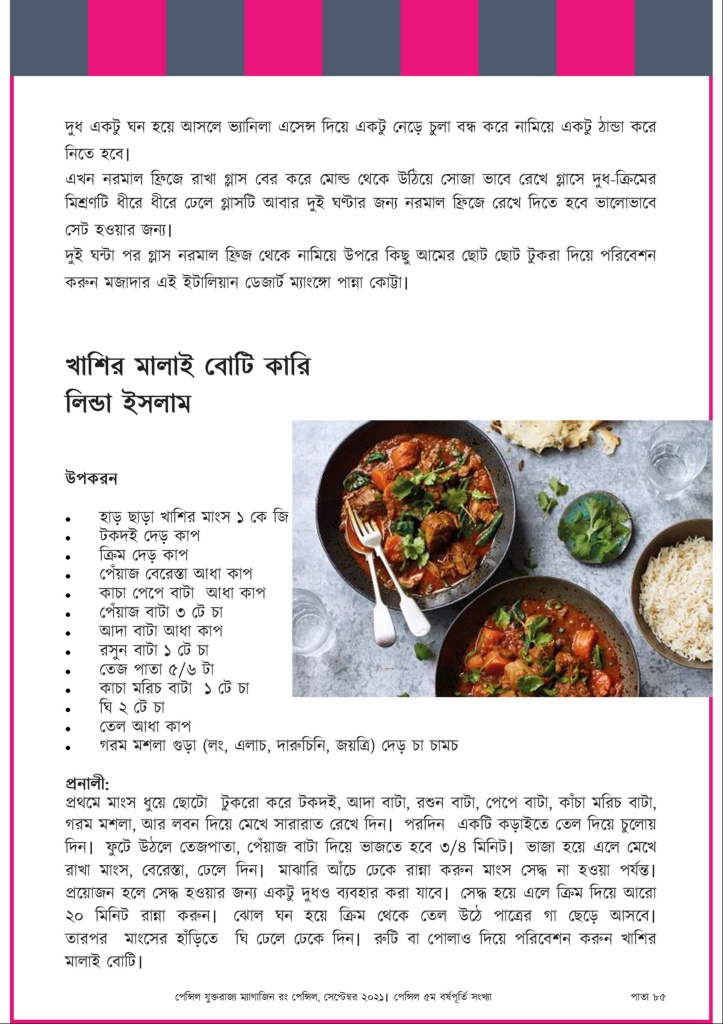 দুধ একটু ঘন হয়ে আসলে ভ্যানিলা এসেন্স দিয়ে একটু নেড়ে চুলা বন্ধ করে নামিয়ে একটু ঠান্ডা করে
নিতে হবে।
এখন নরমাল ফ্রিজে রাখা গ্লাস বের করে মোল্ড থেকে উঠিয়ে সোজা ভাবে রেখে গ্লাসে দুধ-ক্রিমের
মিশ্রণটি ধীরে ধীরে ঢেলে গ্লাসটি আবার দুই ঘণ্টার জন্য নরমাল ফ্রিজে রেখে দিতে হবে ভালোভাবে
সেট হওয়ার জন্য।
দুই ঘন্টা পর গ্লাস নরমাল ফ্রিজ থেকে নামিয়ে উপরে কিছু আমের ছোট ছোট টুকরা দিয়ে পরিবেশন
করুন মজাদার এই ইটালিয়ান ডেজার্ট ম্যাংঙ্গো পান্না কোট্টা।
খাশির মালাই বোটি কারি
লিন্ডা ইসলাম
উপকরন
• হাড় ছাড়া খাশির মাংস ১ কে জি
• টকদই দেড় কাপ
• ক্রিম দেড় কাপ
• পেঁয়াজ বেরেস্তা আধা কাপ
• কাচা পেপে বাটা আধা কাপ
• পেঁয়াজ বাটা ৩ টে চা
• আদা বাটা আধা কাপ
• রসুন বাটা ১ টে চা
• তেজ পাতা ৫/৬ টা
• কাচা মরিচ বাটা ১ টে চা
• ঘি ২ টে চা
• তেল আধা কাপ
• গরম মশলা গুড়া (লং, এলাচ, দারুচিনি, জয়ত্রি) দেড় চা চামচ
প্রনালী:
প্রথমে মাংস ধুয়ে ছোটো টুকরো করে টকদই, আদা বাটা, রশুন বাটা, পেপে বাটা, কাঁচা মরিচ বাটা,
গরম মশলা, আর লবন দিয়ে মেখে সারারাত রেখে দিন। পরদিন একটি কড়াইতে তেল দিয়ে চুলোয়
দিন। ফুটে উঠলে তেজপাতা, পেঁয়াজ বাটা দিয়ে ভাজতে হবে ৩/৪ মিনিট। ভাজা হয়ে এলে মেখে
রাখা মাংস, বেরেস্তা, ঢেলে দিন। মাঝারি আঁচে ঢেকে রান্না করুন মাংস সেদ্ধ না হওয়া পর্যন্ত।
প্রয়োজন হলে সেদ্ধ হওয়ার জন্য একটু দুধও ব্যবহার করা যাবে। সেদ্ধ হয়ে এলে ক্রিম দিয়ে আরো
২০ মিনিট রান্না করুন। ঝোল ঘন হয়ে ক্রিম থেকে তেল উঠে পাত্রের গা ছেড়ে আসবে।
তারপর মাংসের হাঁড়িতে ঘি ঢেলে ঢেকে দিন। রুটি বা পোলাও দিয়ে পরিবেশন করুন খাশির
মালাই বোটি।
পেন্সিল যুক্তরাজ্য ম্যাগাজিন রং পেন্সিল, সেপ্টেম্বর ২০২১। পেন্সিল ৫ম বর্ষপূর্তি সংখ্যা পাতা ৮৫